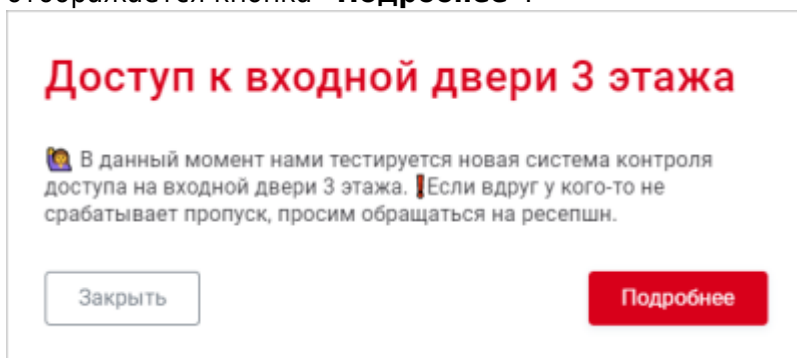 отображается кнопка "Подробнее".
Доступ к входной двери 3 этажа
🙋 В данный момент нами тестируется новая система контроля
доступа на входной двери 3 этажа. ❗Если вдруг у кого-то не
срабатывает пропуск, просим обращаться на ресепшн.
Закрыть
Подробнее